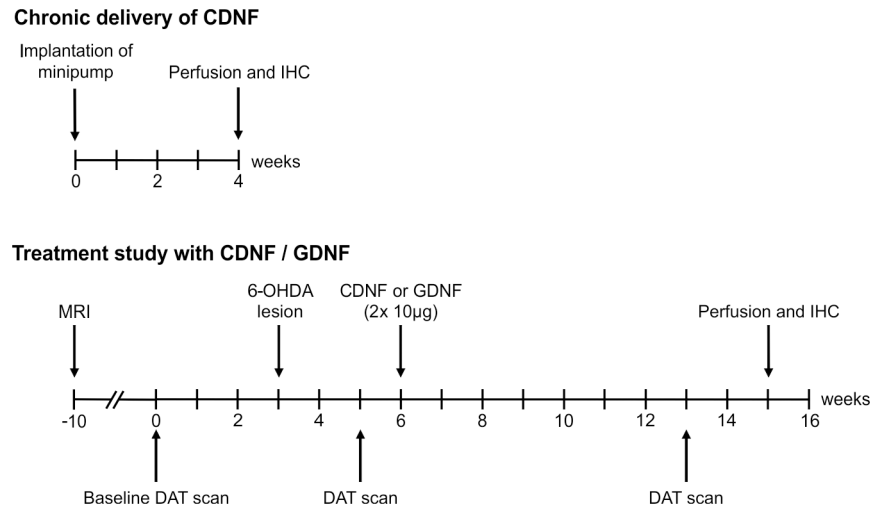 Chronic delivery of CDNF
Implantation of
minipump
Perfusion and IHC
weeks
0 2 4
Treatment study with CDNF / GDNF
MRI
6-OHDA
lesion
CDNF or GDNF
(2x 10µg)
Perfusion and IHC
weeks
-10 0 2 4 6 8 10 12 14 16
Baseline DAT scan
DAT scan
DAT scan